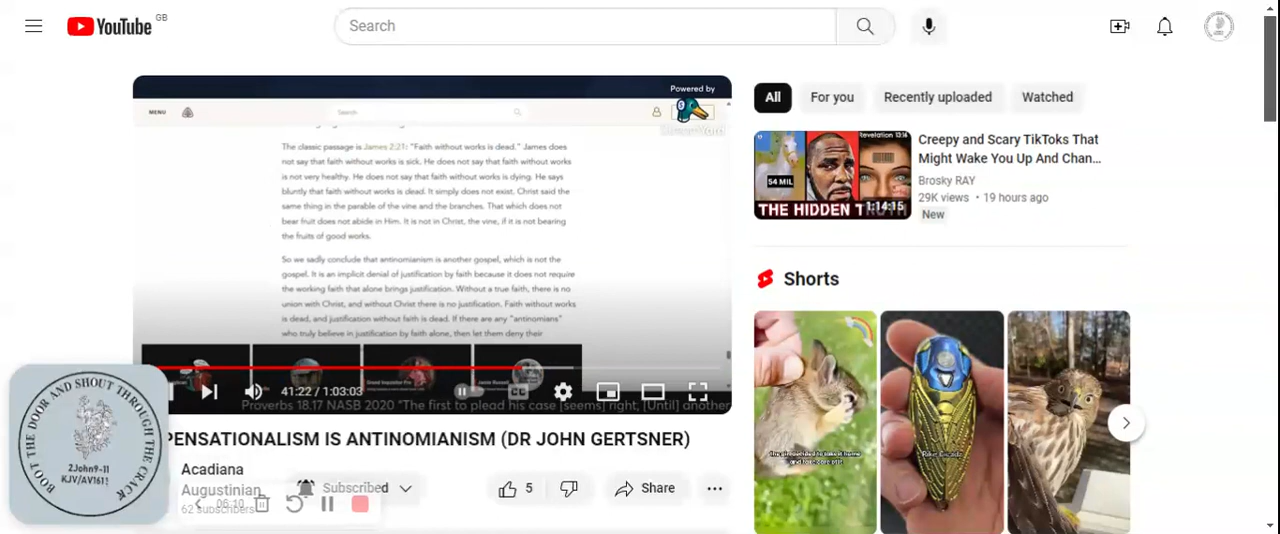 YouTube GB
Search
Powered by
MENU
Search
The classic passage is James 2:21: "Faith without works is dead." James does
not say that faith without works is sick. He does not say that faith without works
is not very healthy. He does not say that faith without works is dying. He says
bluntly that faith without works is dead. It simply does not exist. Christ said the
same thing in the parable of the vine and the branches. That which does not
bear fruit does not abide in Him. It is not in Christ, the vine, if it is not bearing
the fruits of good works.
So we sadly conclude that antinomianism is another gospel, which is not the
gospel. It is an implicit denial of justification by faith because it does not require
the working faith that alone brings justification. Without a true faith, there is no
union with Christ, and without Christ there is no justification. Faith without works
is dead, and justification without faith is dead. If there are any "antinomians"
who truly believe in justification by faith alone, then let them deny their
41:22 / 1:03:03
Proverbs 18.17 NASB 2020 "The first to plead his case [seems] right; [Until] another
PENSATIONALISM IS ANTINOMIANISM (DR JOHN GERTSNER)
Acadiana
Augustinian
62 subscribers
Subscribed
5
Share
06:10
BOOT THE DOOR AND SHOUT THROUGH THE CRACK
2John9-11
KJV/AV1611
All
For you
Recently uploaded
Watched
54 MIL
Revelation 13:16
THE HIDDEN
1:14:15
Creepy and Scary TikToks That
Might Wake You Up And Chan...
Brosky RAY
29K views • 19 hours ago
New
Shorts